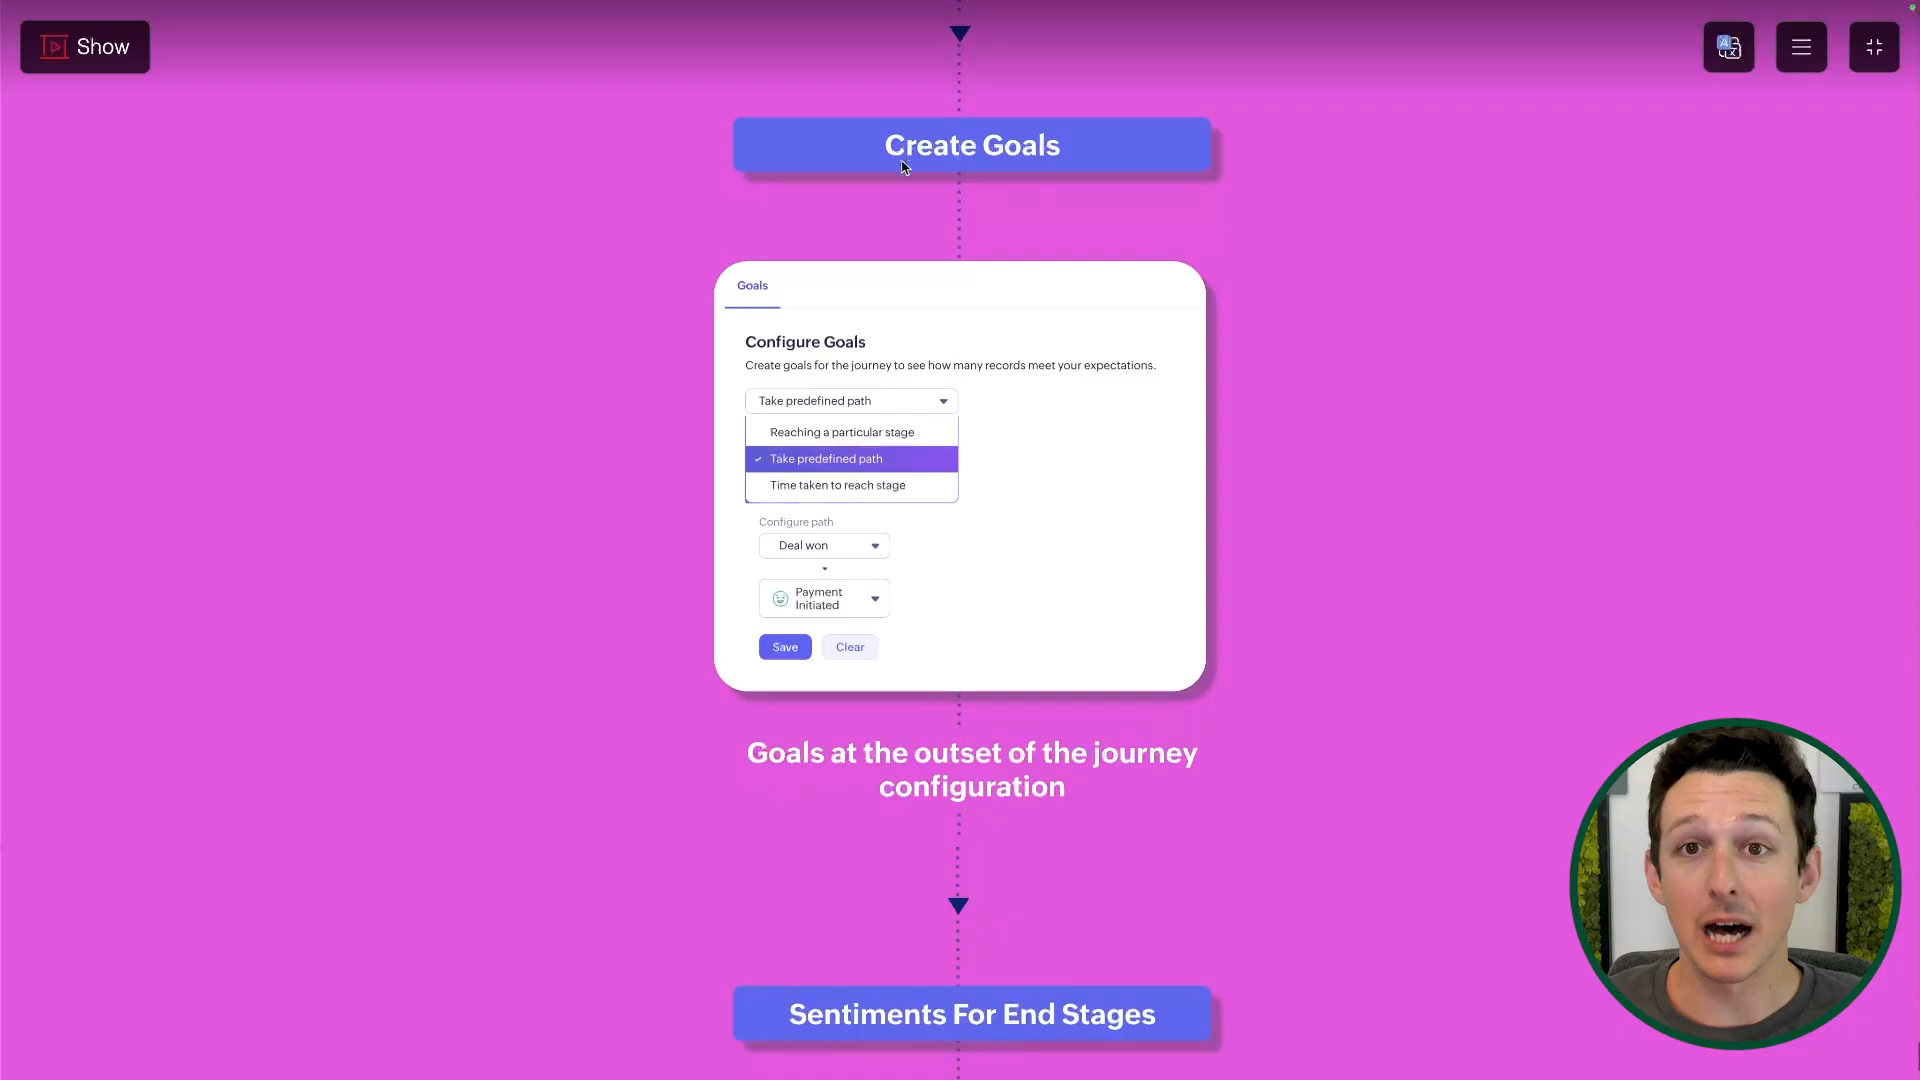 Show
Create Goals
Goals
Configure Goals
Create goals for the journey to see how many records meet your expectations.
Take predefined path
Reaching a particular stage
Take predefined path
Time taken to reach stage
Configure path
Deal won
Payment
Initiated
Save
Clear
Goals at the outset of the journey
configuration
Sentiments For End Stages